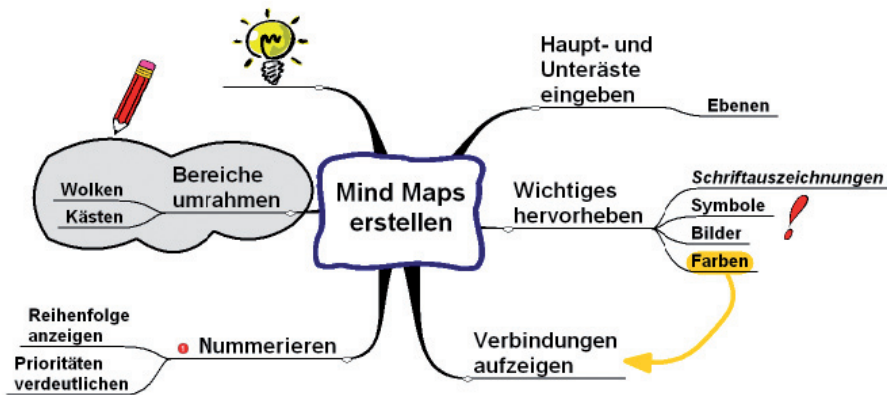 Mind Maps
erstellen
Haupt- und
Unteräste
eingeben
Ebenen
Wichtiges
hervorheben
Schriftauszeichnungen
Symbole
Bilder
Farben
Verbindungen
aufzeigen
1 Nummerieren
Reihenfolge
anzeigen
Prioritäten
verdeutlichen
Bereiche
umrahmen
Wolken
Kästen